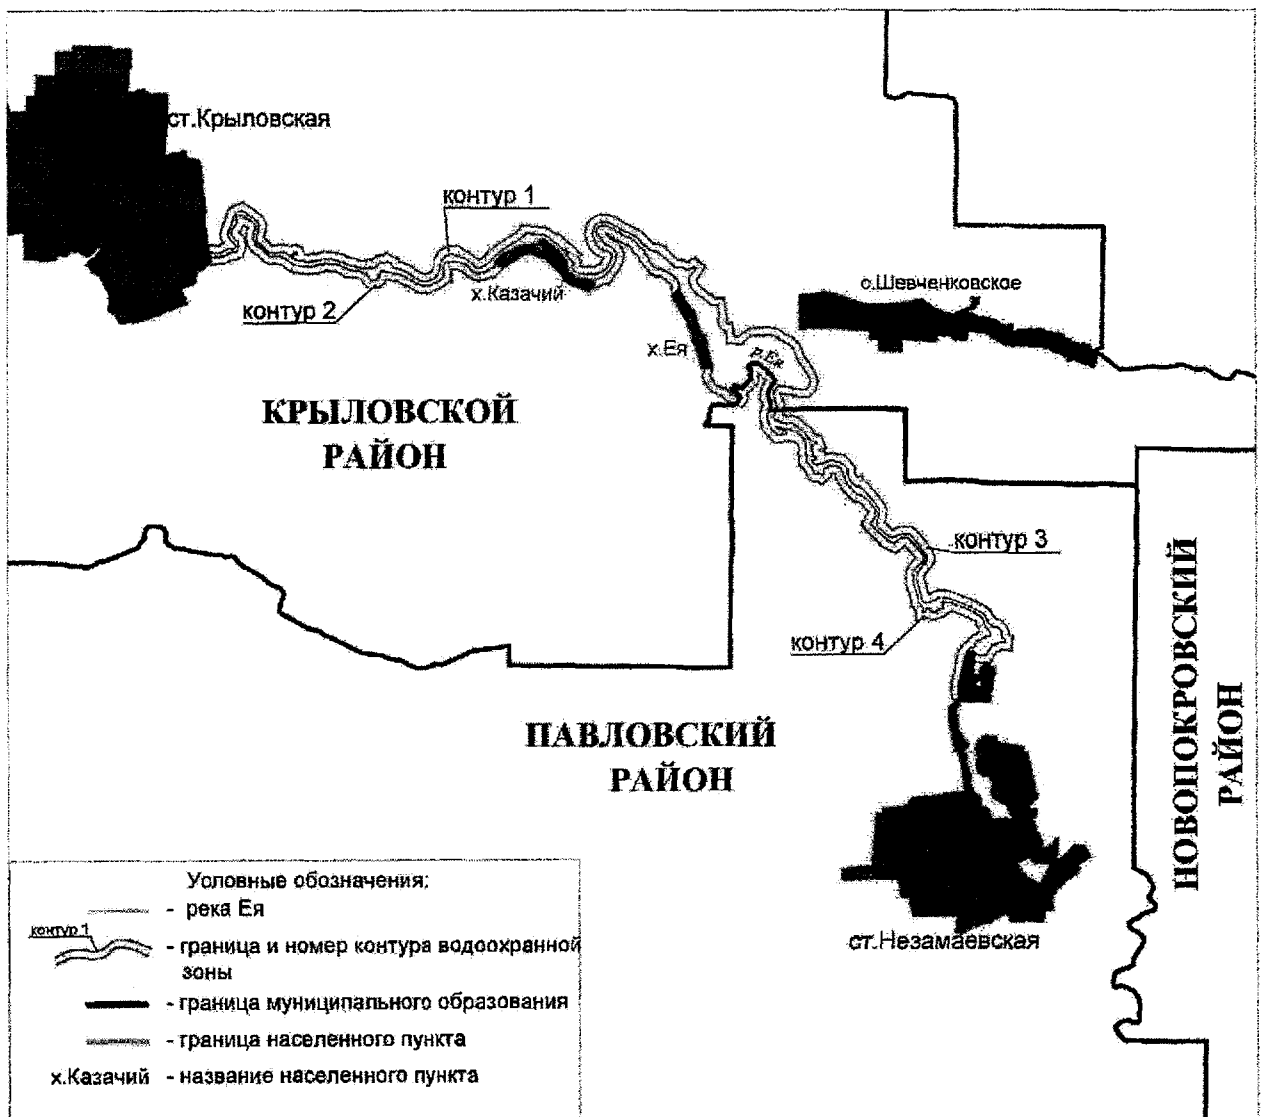 ст.Крыловская
контур 1
с.Шевченковское
контур 2
х.Казачий
х.Ея
р.Ея
КРЫЛОВСКОЙ
РАЙОН
контур 3
контур 4
НОВОПОКРОВСКИЙ
РАЙОН
ПАВЛОВСКИЙ
РАЙОН
ст.Незамаевская
Условные обозначения:
- река Ея
контур 1
- граница и номер контура водоохранной
зоны
- граница муниципального образования
- граница населенного пункта
х.Казачий - название населенного пункта